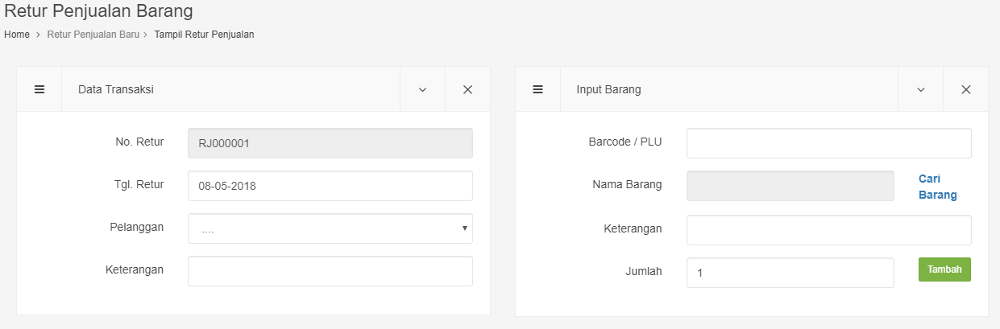 Retur Penjualan Barang
Home > Retur Penjualan Baru > Tampil Retur Penjualan
Data Transaksi
No. Retur RJ000001
Tgl. Retur 08-05-2018
Pelanggan ....
Keterangan
Input Barang
Barcode / PLU
Nama Barang Cari
Barang
Keterangan
Jumlah 1 Tambah